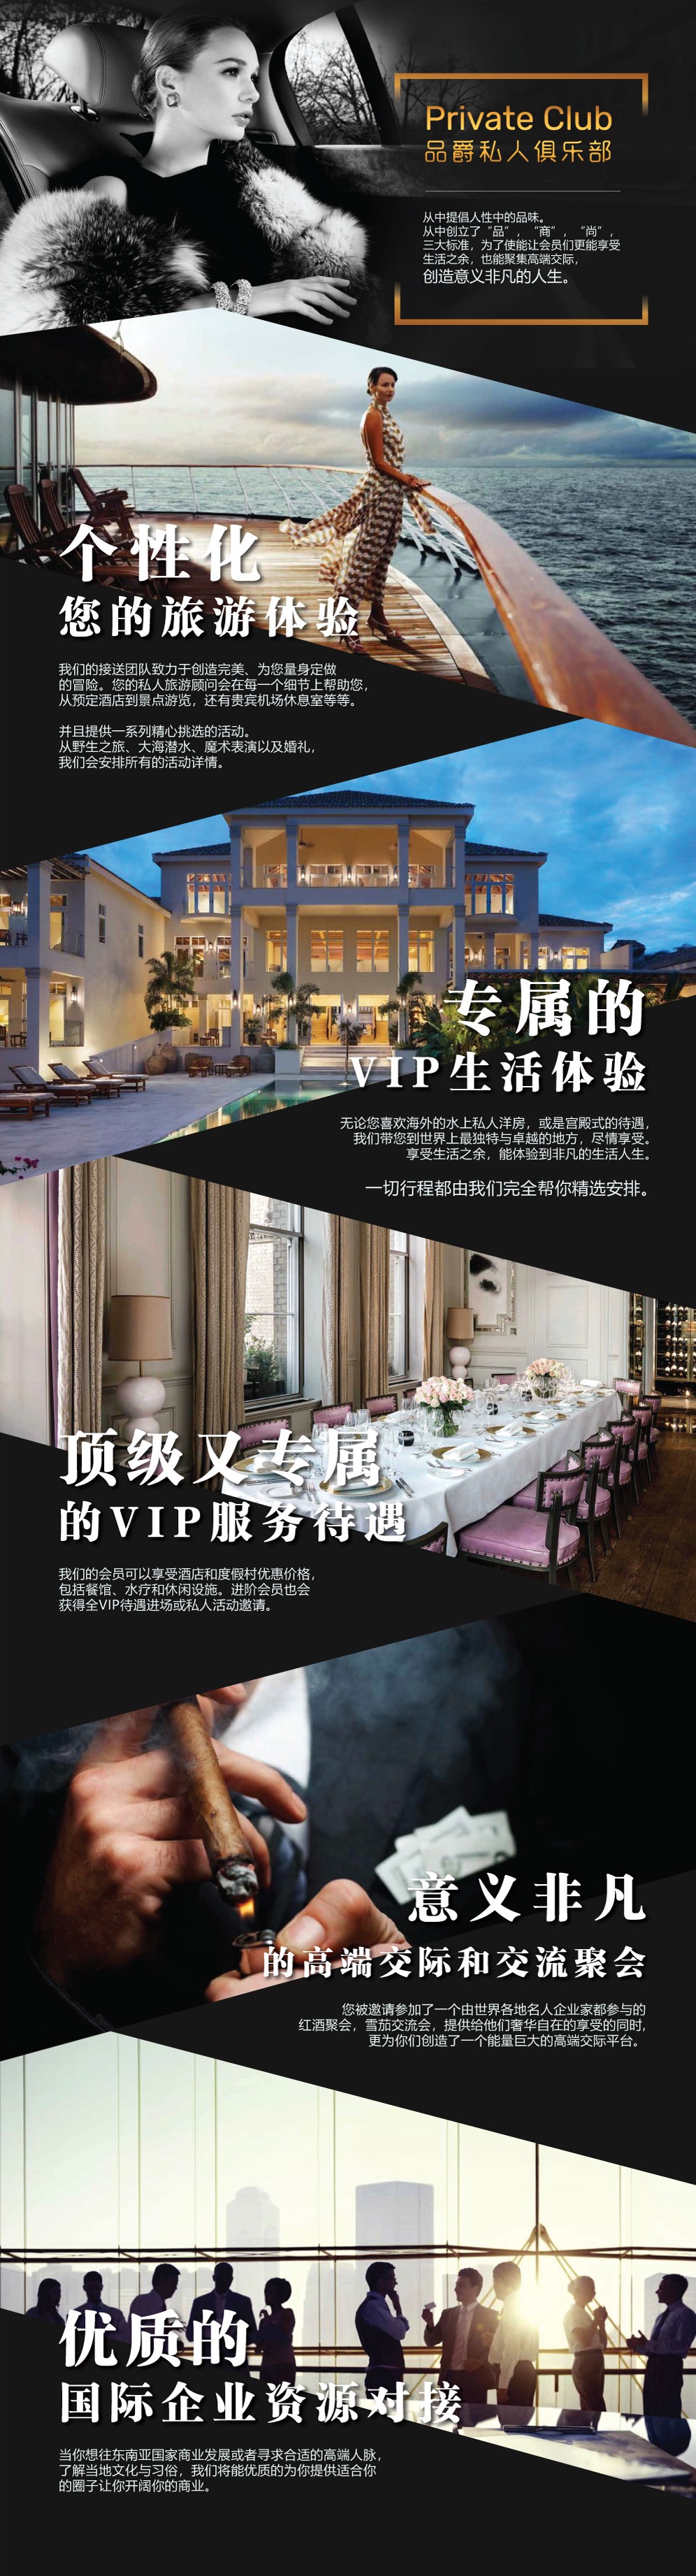 Private Club
品爵私人俱乐部
从中提倡人性中的品味。
从中创立了“品”，“商”，“尚”，
三大标准，为了使能让会员们更能享受
生活之余，也能聚集高端交际，
创造意义非凡的人生。
个性化
您的旅游体验
我们的接送团队致力于创造完美、为您量身定做
的冒险。您的私人旅游顾问会在每一个细节上帮助您，
从预定酒店到景点游览，还有贵宾机场休息室等等。
并且提供一系列精心挑选的活动。
从野生之旅、大海潜水、魔术表演以及婚礼，
我们会安排所有的活动详情。
专属的
VIP生活体验
无论您喜欢海外的水上私人洋房，或是宫殿式的待遇，
我们带您到世界上最独特与卓越的地方，尽情享受。
享受生活之余，能体验到非凡的生活人生。
一切行程都由我们完全帮你精选安排。
顶级又专属
的VIP服务待遇
我们的会员可以享受酒店和度假村优惠价格，
包括餐馆、水疗和休闲设施。进阶会员也会
获得全VIP待遇进场或私人活动邀请。
意义非凡
的高端交际和交流聚会
您被邀请参加了一个由世界各地名人企业家都参与的
红酒聚会，雪茄交流会，提供给他们奢华自在的享受的同时，
更为你们创造了一个能量巨大的高端交际平台。
优质的
国际企业资源对接
当你想往东南亚国家商业发展或者寻求合适的高端人脉，
了解当地文化与习俗，我们将能优质的为你提供适合你
的圈子让你开阔你的商业。